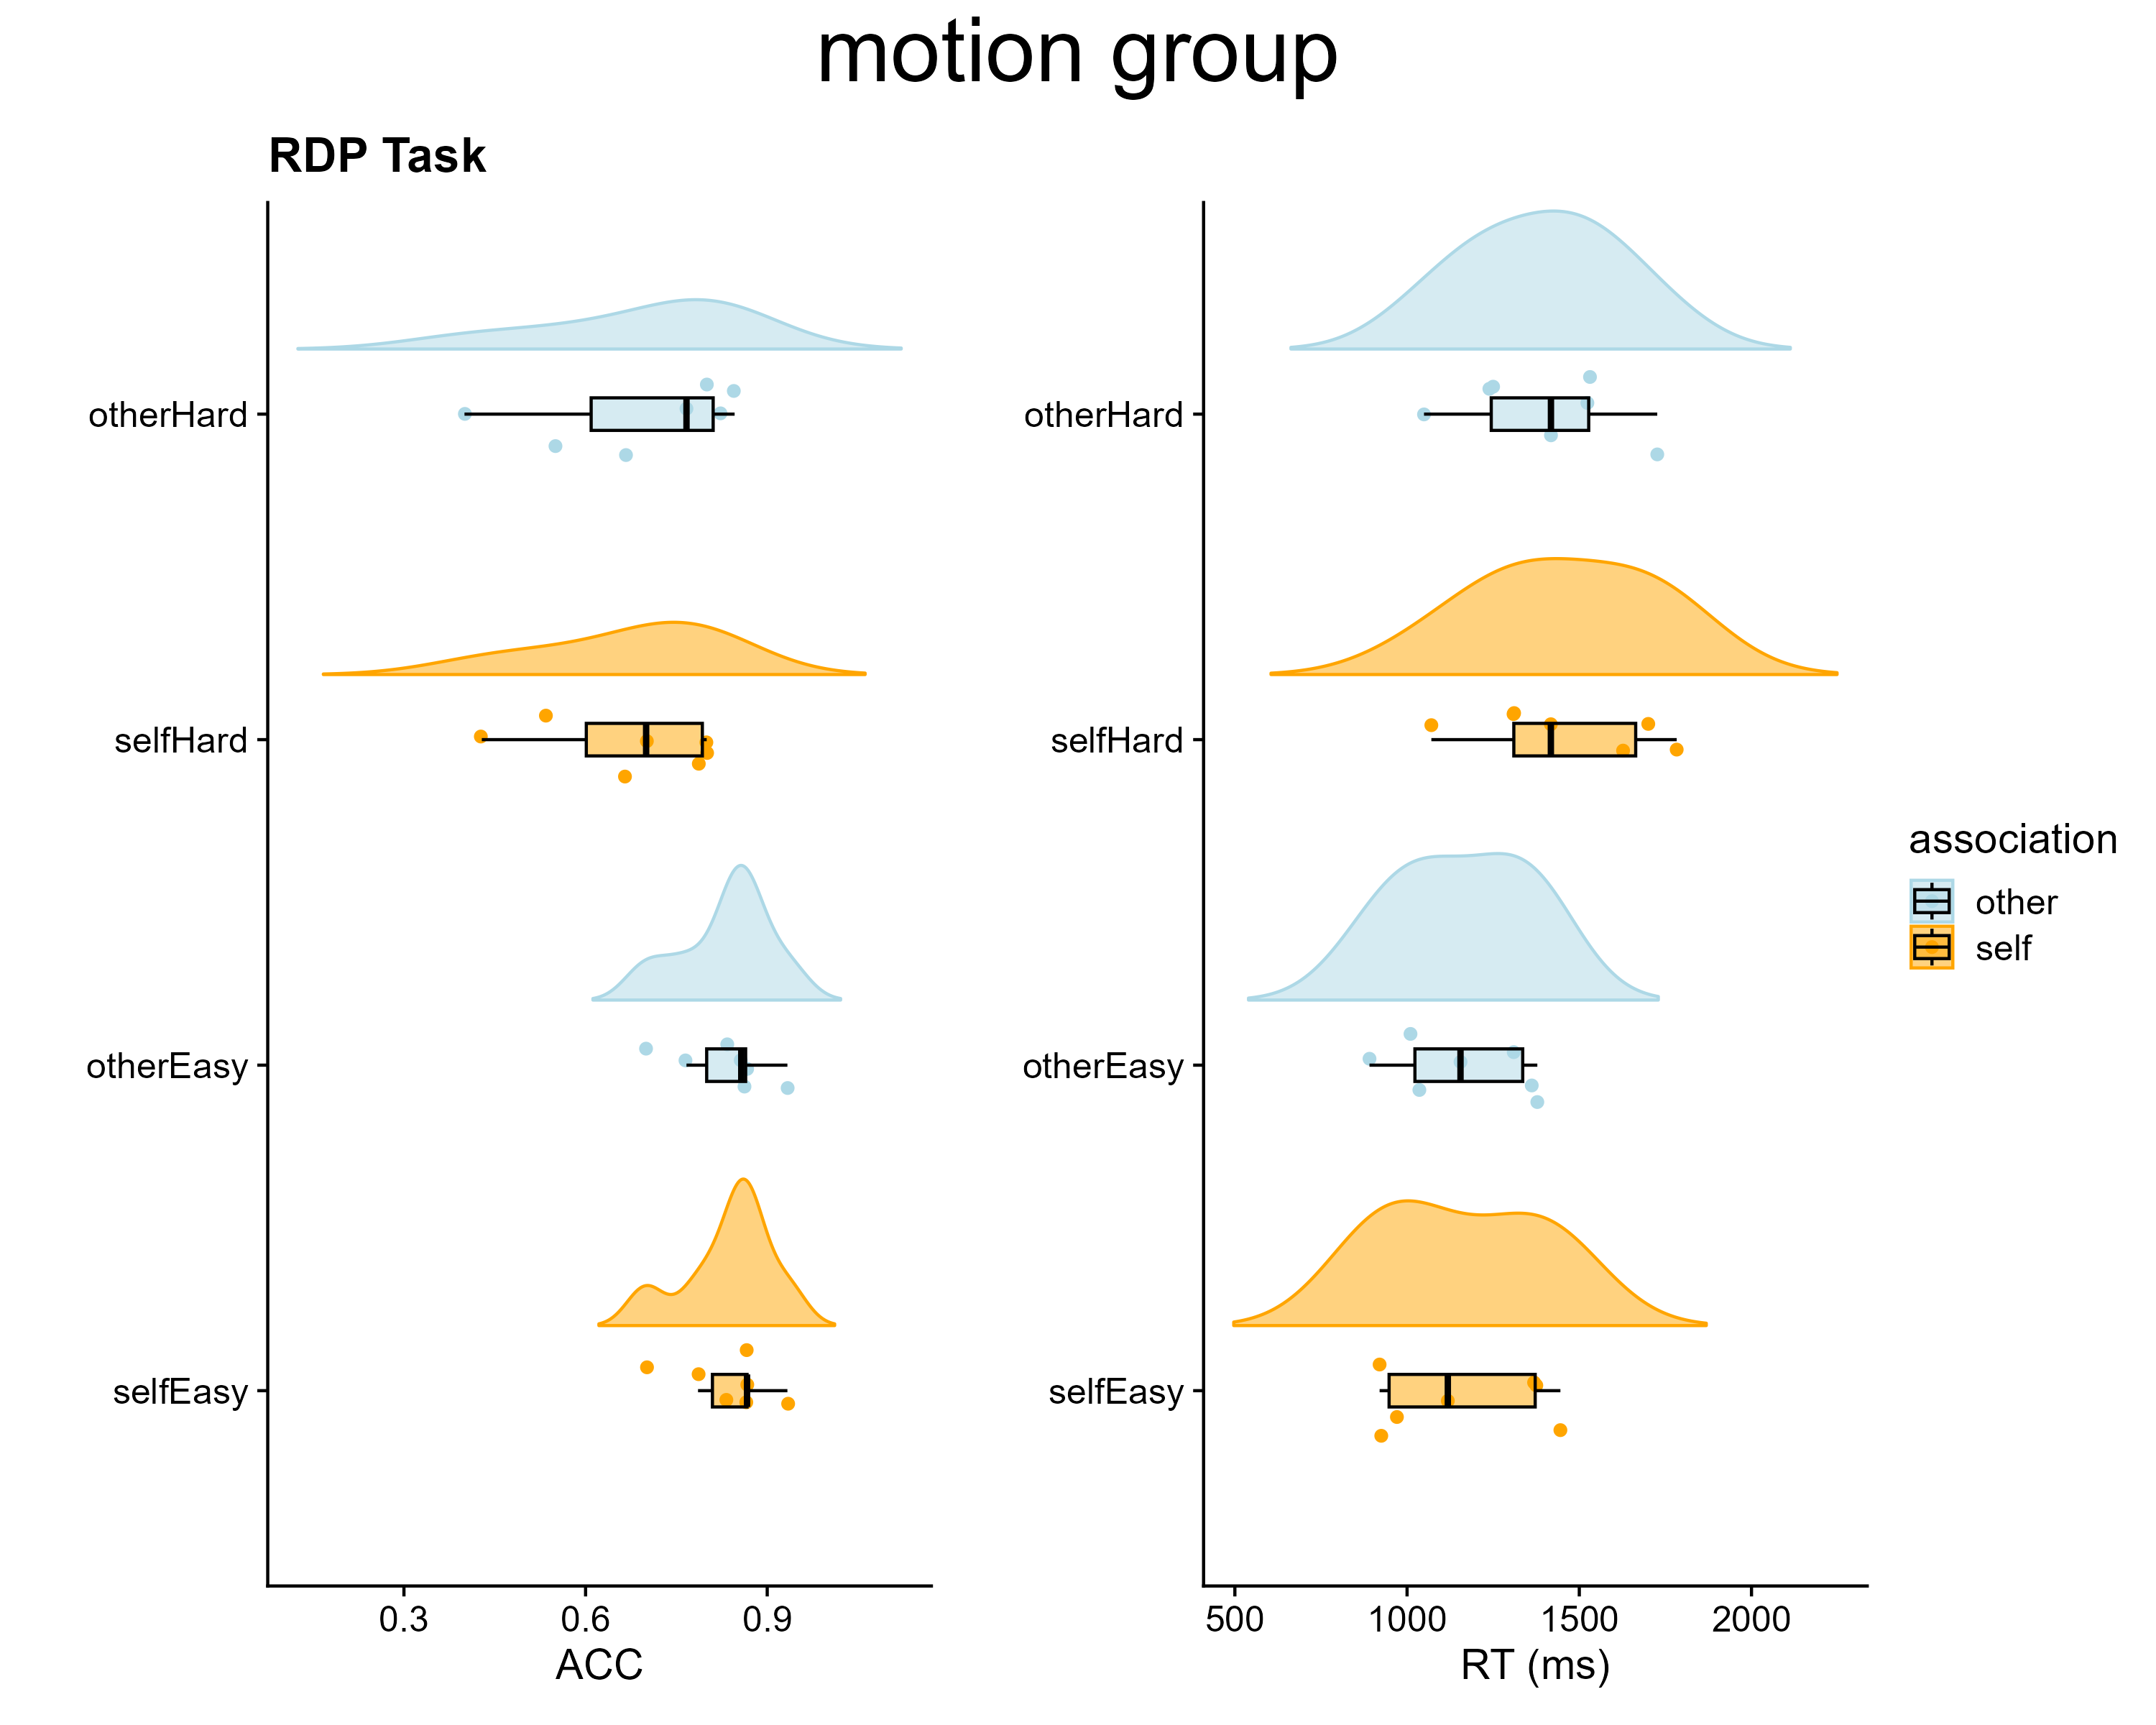 motion group
RDP Task
otherHard
selfHard
otherEasy
selfEasy
0.3 0.6 0.9
ACC
otherHard
selfHard
otherEasy
selfEasy
500 1000 1500 2000
RT (ms)
association
other
self